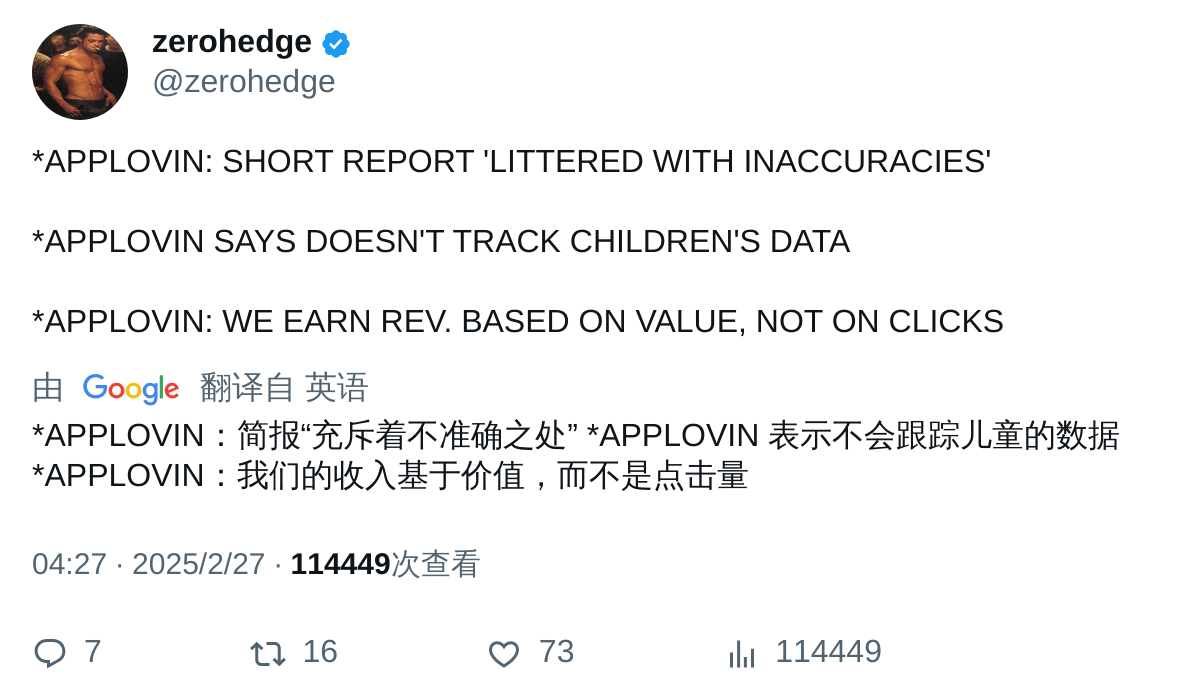 zerohedge
@zerohedge
*APPLOVIN: SHORT REPORT 'LITTERED WITH INACCURACIES'
*APPLOVIN SAYS DOESN'T TRACK CHILDREN'S DATA
*APPLOVIN: WE EARN REV. BASED ON VALUE, NOT ON CLICKS
由 Google 翻译自 英语
*APPLOVIN：简报“充斥着不准确之处” *APPLOVIN 表示不会跟踪儿童的数据
*APPLOVIN：我们的收入基于价值，而不是点击量
04:27 · 2025/2/27 · 114449次查看
7 16 73 114449